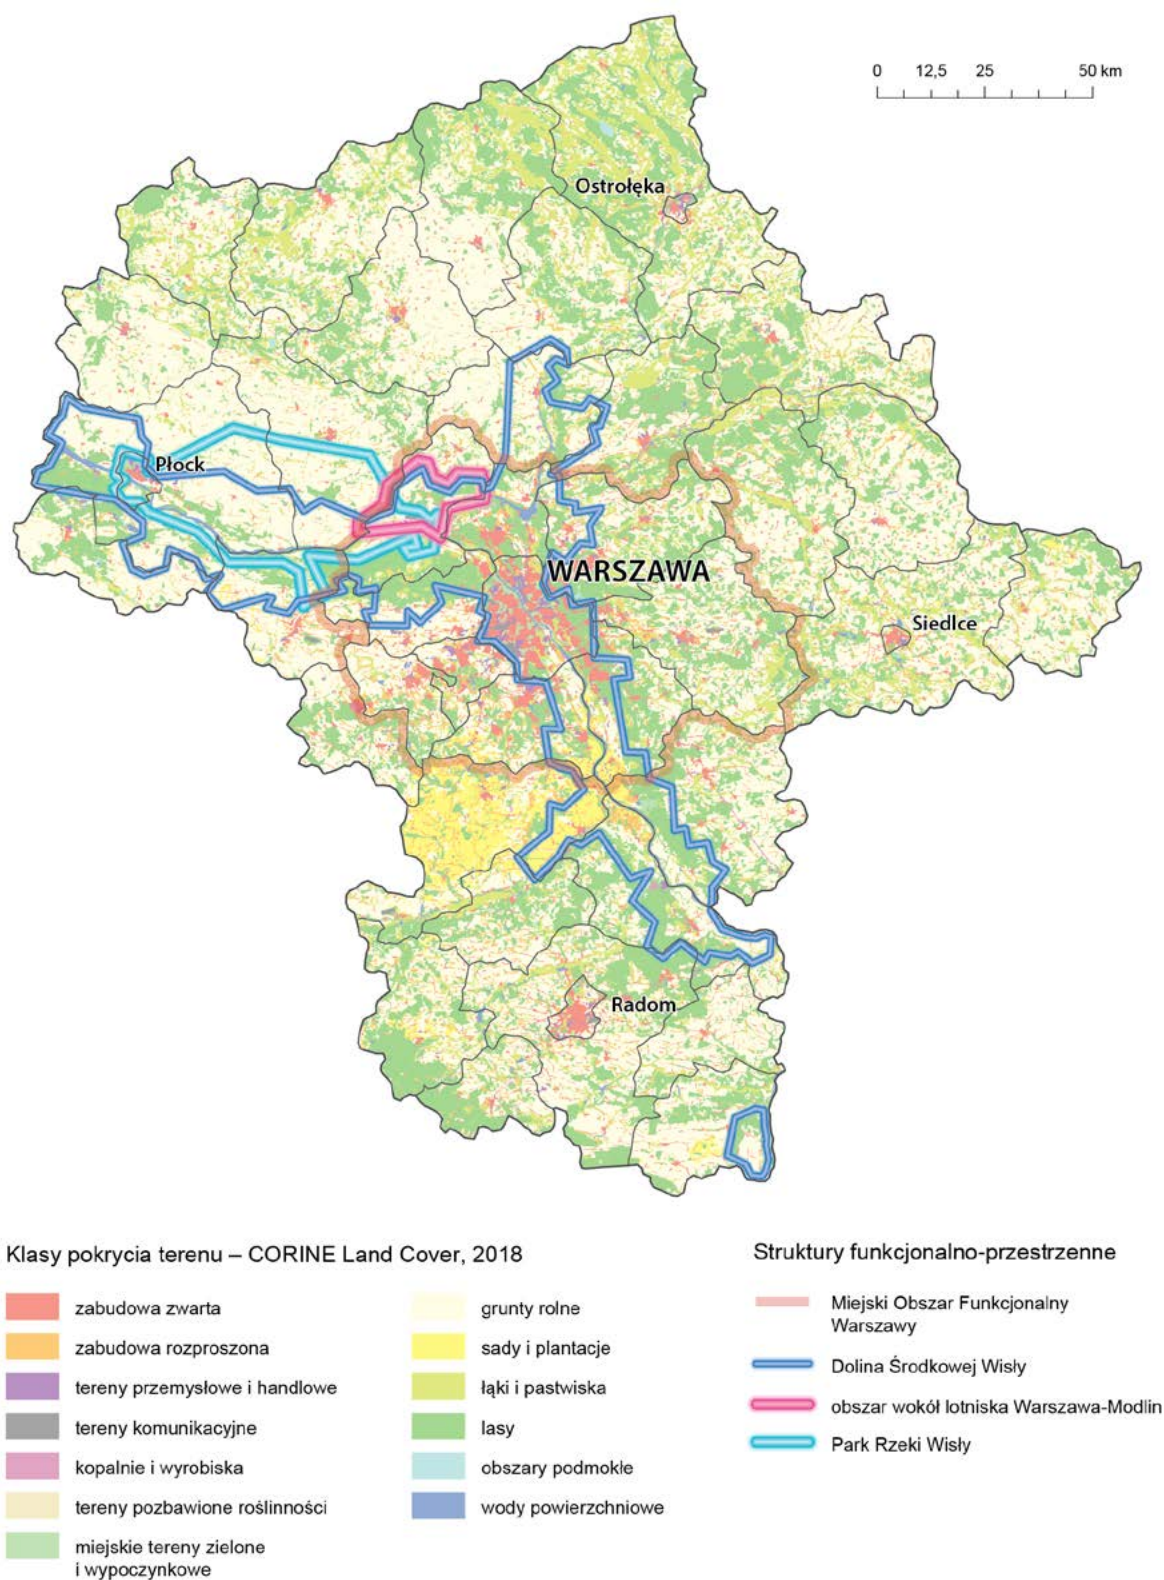 0 12,5 25 50 km
Ostrołęka
Płock
WARSZAWA
Siedlce
Radom
Klasy pokrycia terenu – CORINE Land Cover, 2018
zabudowa zwarta
zabudowa rozproszona
tereny przemysłowe i handlowe
tereny komunikacyjne
kopalnie i wyrobiska
tereny pozbawione roślinności
miejskie tereny zielone
i wypoczynkowe
grunty rolne
sady i plantacje
łąki i pastwiska
lasy
obszary podmokłe
wody powierzchniowe
Struktury funkcjonalno-przestrzenne
Miejski Obszar Funkcjonalny
Warszawy
Dolina Środkowej Wisły
obszar wokół lotniska Warszawa-Modlin
Park Rzeki Wisły